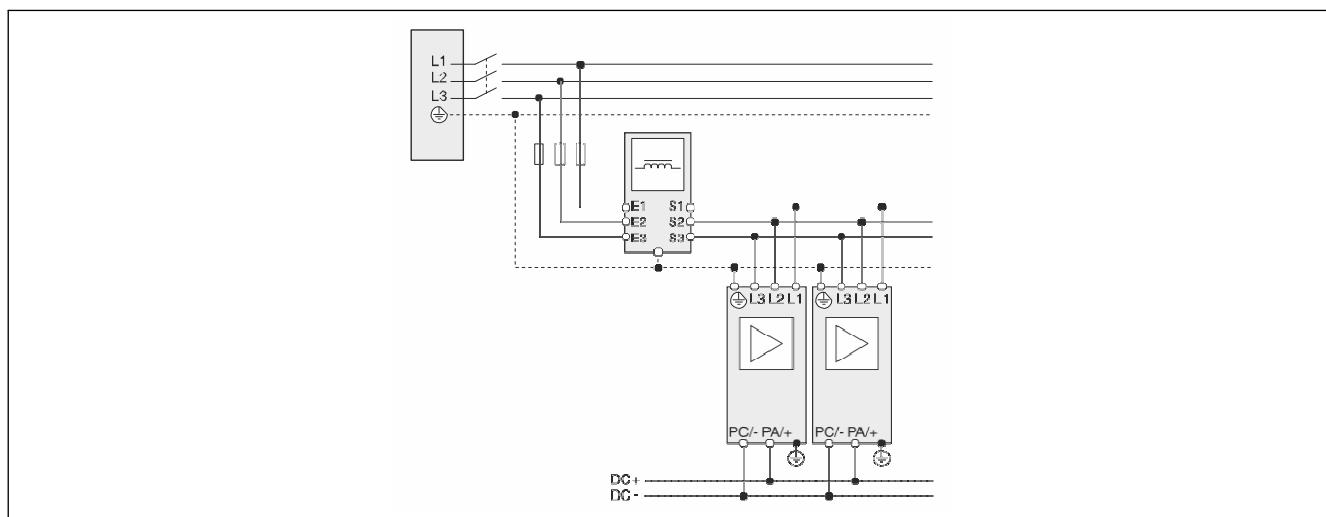 L1
L2
L3
E1 S1
E2 S2
E3 S3
L3 L2 L1
L3 L2 L1
PC/- PA/+
PC/- PA/+
DC+
DC-